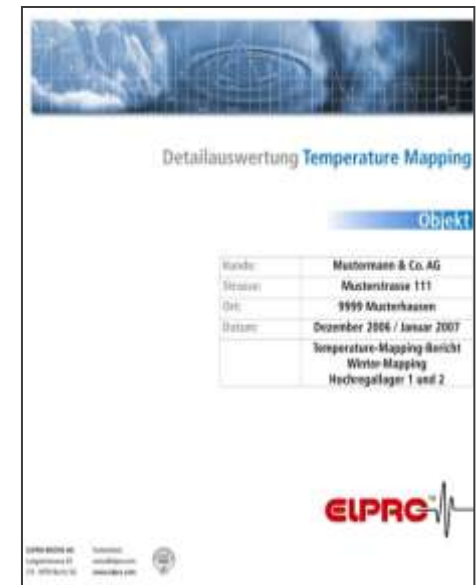 Detailauswertung Temperature Mapping
Objekt
Kunde: Mustermann & Co. AG
Strasse: Musterstrasse 111
Ort: 9999 Musterhausen
Datum: Dezember 2006 / Januar 2007
Temperature-Mapping-Bericht
Winter-Mapping
Hochregallager 1 und 2
ELPRO